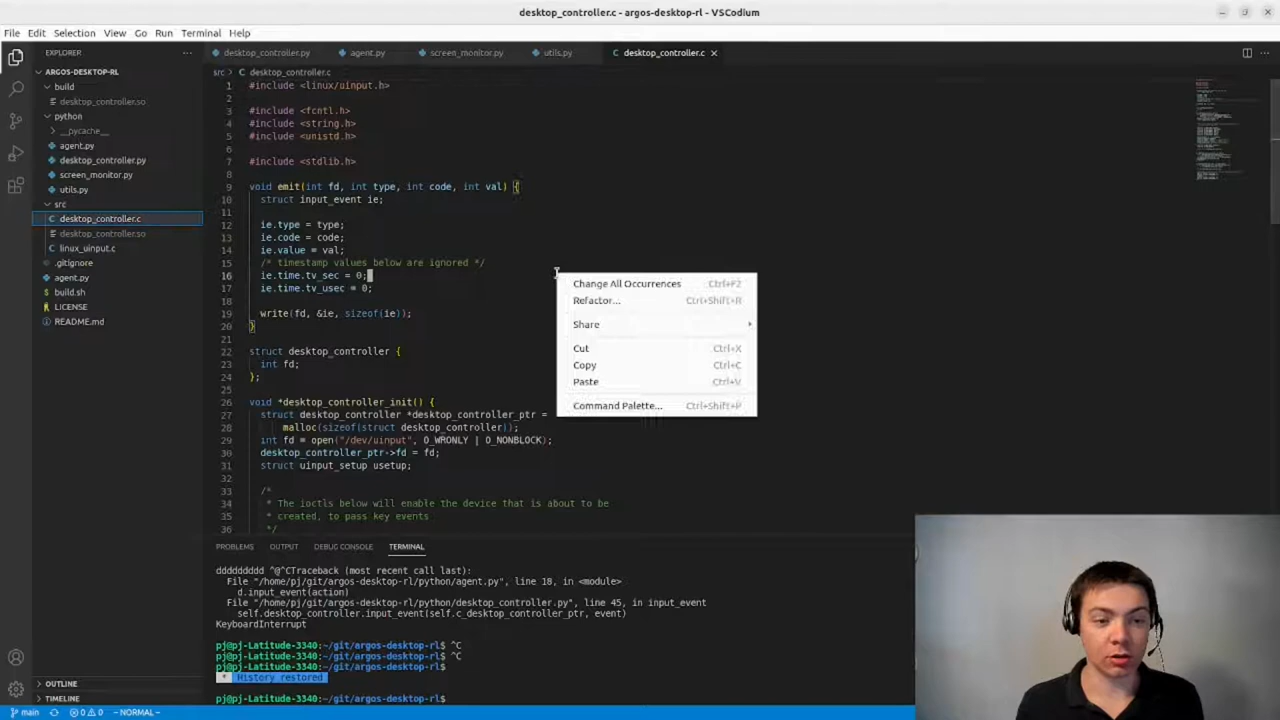 desktop_controller.c - argos-desktop-rl - VSCodium
File Edit Selection View Go Run Terminal Help
EXPLORER
desktop_controller.py agent.py screen_monitor.py utils.py desktop_controller.c
ARGOS-DESKTOP-RL
build
desktop_controller.so
python
__pycache__
agent.py
desktop_controller.py
screen_monitor.py
utils.py
src
desktop_controller.c
desktop_controller.so
linux_uinput.c
.gitignore
agent.py
build.sh
LICENSE
README.md
OUTLINE
TIMELINE
src > desktop_controller.c
1 #include <linux/uinput.h>
2
3 #include <fcntl.h>
4 #include <string.h>
5 #include <unistd.h>
6
7 #include <stdlib.h>
8
9 void emit(int fd, int type, int code, int val) {
10 struct input_event ie;
11
12 ie.type = type;
13 ie.code = code;
14 ie.value = val;
15 /* timestamp values below are ignored */
16 ie.time.tv_sec = 0;
17 ie.time.tv_usec = 0;
18
19 write(fd, &ie, sizeof(ie));
20 }
21
22 struct desktop_controller {
23 int fd;
24 };
25
26 void *desktop_controller_init() {
27 struct desktop_controller *desktop_controller_ptr =
28 malloc(sizeof(struct desktop_controller));
29 int fd = open("/dev/uinput", O_WRONLY | O_NONBLOCK);
30 desktop_controller_ptr->fd = fd;
31 struct uinput_setup usetup;
32
33 /*
34 * The ioctls below will enable the device that is about to be
35 * created, to pass key events
36 */
Change All Occurrences Ctrl+F2
Refactor... Ctrl+Shift+R
Share
Cut Ctrl+X
Copy Ctrl+C
Paste Ctrl+V
Command Palette... Ctrl+Shift+P
PROBLEMS OUTPUT DEBUG CONSOLE TERMINAL
ddddddddd ^@^CTraceback (most recent call last):
File "/home/pj/git/argos-desktop-rl/python/agent.py", line 18, in <module>
d.input_event(action)
File "/home/pj/git/argos-desktop-rl/python/desktop_controller.py", line 45, in input_event
self.desktop_controller.input_event(self.c_desktop_controller_ptr, event)
KeyboardInterrupt
pj@pj-Latitude-3340:~/git/argos-desktop-rl$ ^C
pj@pj-Latitude-3340:~/git/argos-desktop-rl$ ^C
pj@pj-Latitude-3340:~/git/argos-desktop-rl$
* History restored
pj@pj-Latitude-3340:~/git/argos-desktop-rl$
main 0 0 -- NORMAL --